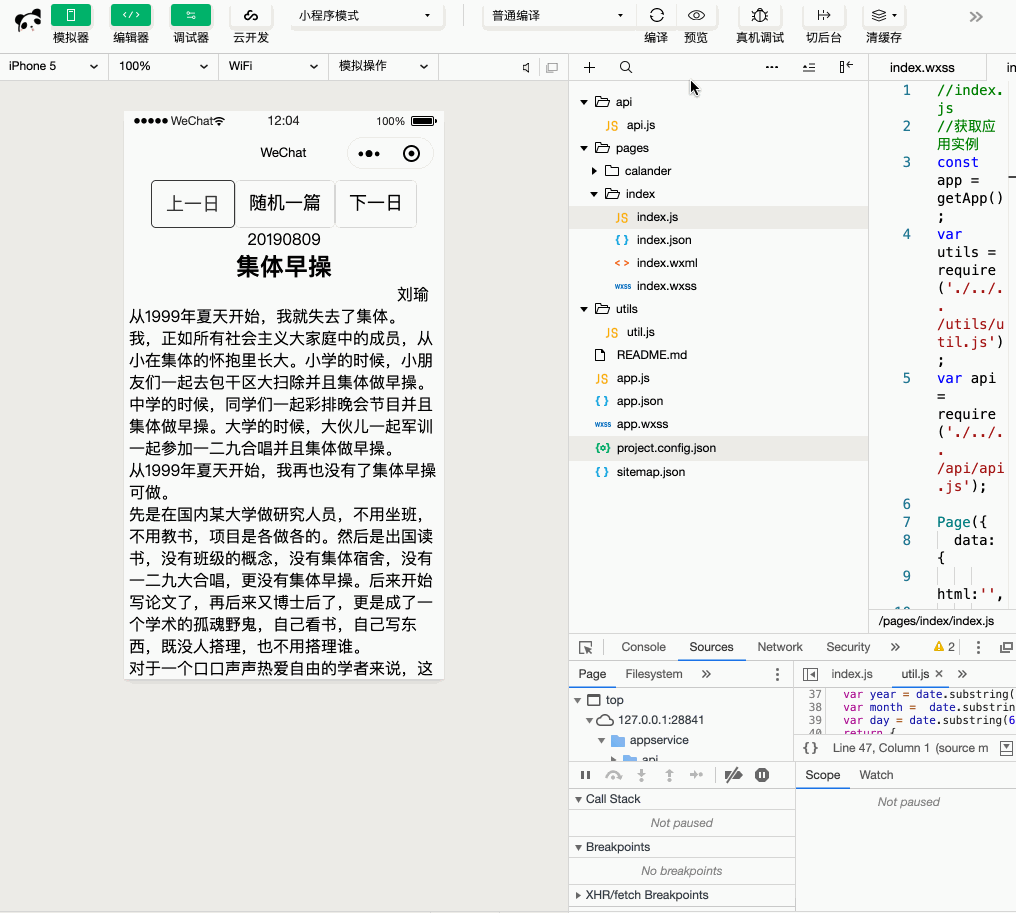 模拟器 编辑器 调试器 云开发 小程序模式 普通编译 编译 预览 真机调试 切后台 清缓存
iPhone 5 100% WiFi 模拟操作
WeChat 12:04 100%
WeChat
上一日 随机一篇 下一日
20190809
集体早操
刘瑜
从1999年夏天开始，我就失去了集体。
我，正如所有社会主义大家庭中的成员，从
小在集体的怀抱里长大。小学的时候，小朋
友们一起去包干区大扫除并且集体做早操。
中学的时候，同学们一起彩排晚会节目并且
集体做早操。大学的时候，大伙儿一起军训
一起参加一二九合唱并且集体做早操。
从1999年夏天开始，我再也没有了集体早操
可做。
先是在国内某大学做研究人员，不用坐班，
不用教书，项目是各做各的。然后是出国读
书，没有班级的概念，没有集体宿舍，没有
一二九大合唱，更没有集体早操。后来开始
写论文了，再后来又博士后了，更是成了一
个学术的孤魂野鬼，自己看书，自己写东
西，既没人搭理，也不用搭理谁。
对于一个口口声声热爱自由的学者来说，这
api
JS api.js
pages
calander
index
JS index.js
{ } index.json
< > index.wxml
wxss index.wxss
utils
JS util.js
README.md
JS app.js
{ } app.json
wxss app.wxss
{o} project.config.json
{ } sitemap.json
index.wxss in
1 //index.
js
2 //获取应
用实例
3 const
app =
getApp()
;
4 var
utils =
require
('./../.
.
/utils/u
til.js')
;
5 var api
=
require
('./../.
.
/api/api
.js');
6
7 Page({
8 data:
{
9
html:'',
10
/pages/index/index.js
Console Sources Network Security » 2
Page Filesystem »
index.js util.js × »
top
127.0.0.1:28841
appservice
api
37 var year = date.substring(
38 var month = date.substrin
39 var day = date.substring(6
40 return {
{} Line 47, Column 1 (source m
Scope Watch
Not paused
Call Stack
Not paused
Breakpoints
No breakpoints
XHR/fetch Breakpoints